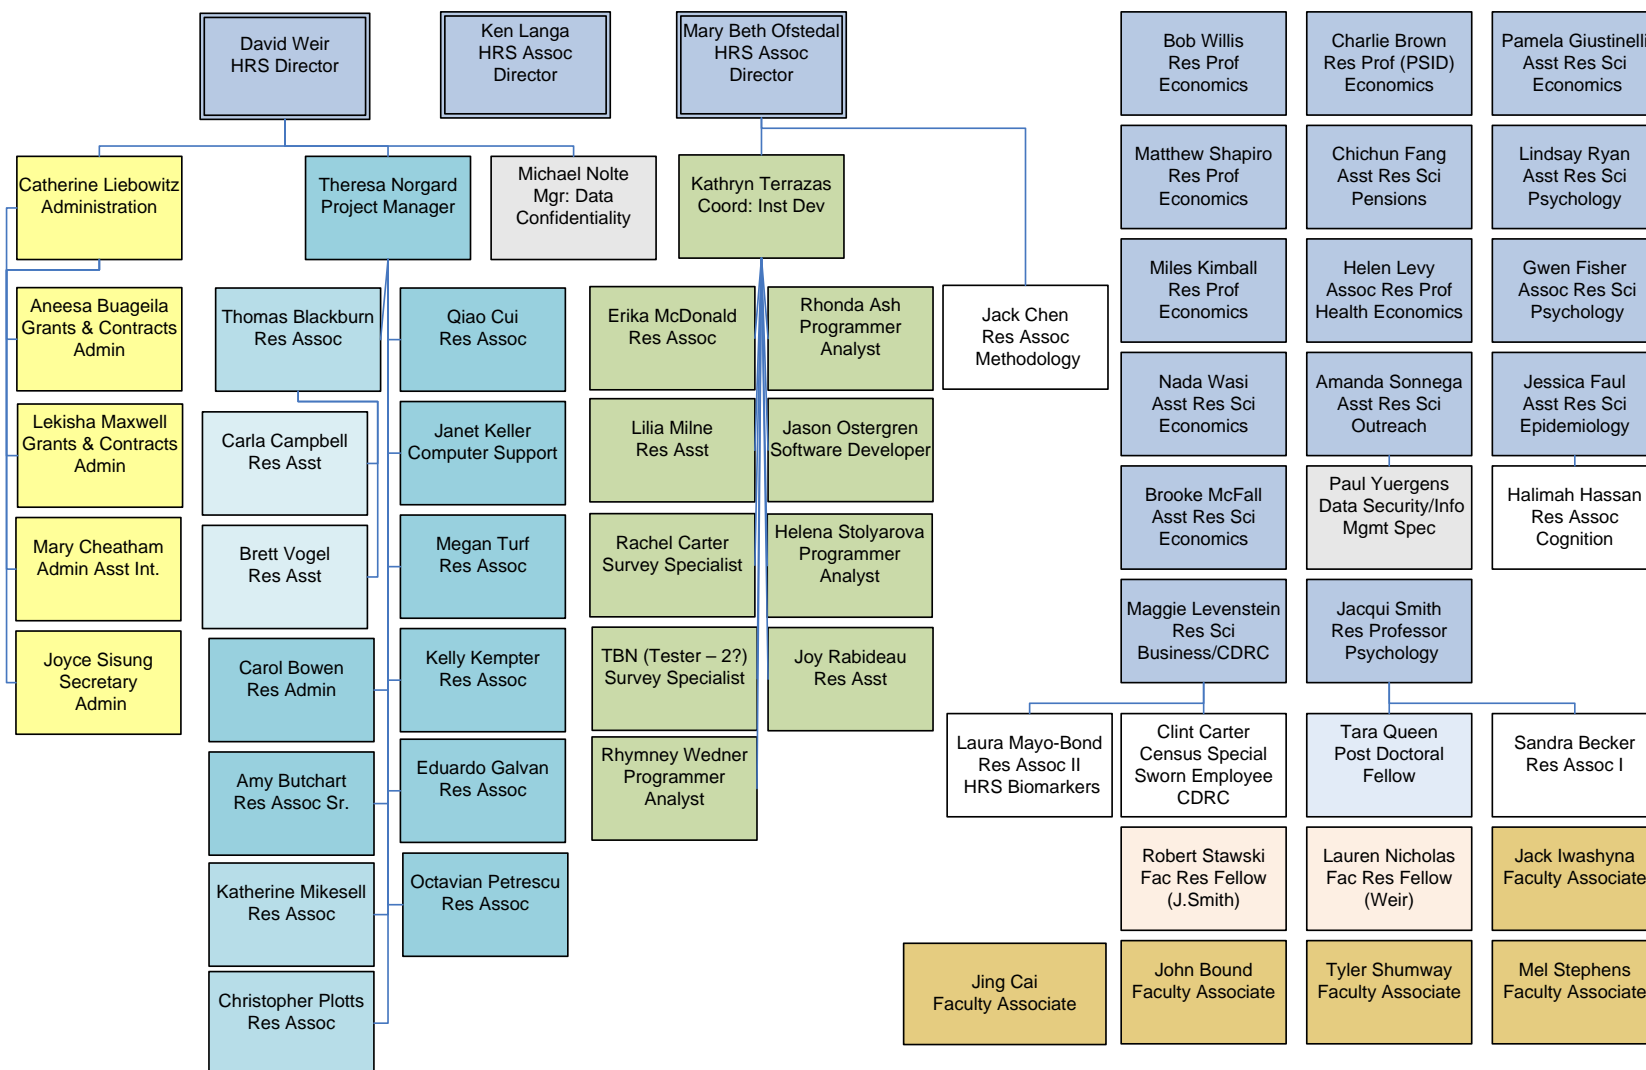 David Weir
HRS Director
Ken Langa
HRS Assoc
Director
Mary Beth Ofstedal
HRS Assoc
Director
Bob Willis
Res Prof
Economics
Charlie Brown
Res Prof (PSID)
Economics
Pamela Giustinelli
Asst Res Sci
Economics
Catherine Liebowitz
Administration
Theresa Norgard
Project Manager
Michael Nolte
Mgr: Data
Confidentiality
Kathryn Terrazas
Coord: Inst Dev
Matthew Shapiro
Res Prof
Economics
Chichun Fang
Asst Res Sci
Pensions
Lindsay Ryan
Asst Res Sci
Psychology
Miles Kimball
Res Prof
Economics
Helen Levy
Assoc Res Prof
Health Economics
Gwen Fisher
Assoc Res Sci
Psychology
Aneesa Buageila
Grants & Contracts
Admin
Thomas Blackburn
Res Assoc
Qiao Cui
Res Assoc
Erika McDonald
Res Assoc
Rhonda Ash
Programmer
Analyst
Jack Chen
Res Assoc
Methodology
Nada Wasi
Asst Res Sci
Economics
Amanda Sonnega
Asst Res Sci
Outreach
Jessica Faul
Asst Res Sci
Epidemiology
Lekisha Maxwell
Grants & Contracts
Admin
Carla Campbell
Res Asst
Janet Keller
Computer Support
Lilia Milne
Res Asst
Jason Ostergren
Software Developer
Brooke McFall
Asst Res Sci
Economics
Paul Yuergens
Data Security/Info
Mgmt Spec
Halimah Hassan
Res Assoc
Cognition
Mary Cheatham
Admin Asst Int.
Brett Vogel
Res Asst
Megan Turf
Res Assoc
Rachel Carter
Survey Specialist
Helena Stolyarova
Programmer
Analyst
Maggie Levenstein
Res Sci
Business/CDRC
Jacqui Smith
Res Professor
Psychology
Joyce Sisung
Secretary
Admin
Carol Bowen
Res Admin
Kelly Kempter
Res Assoc
TBN (Tester – 2?)
Survey Specialist
Joy Rabideau
Res Asst
Laura Mayo-Bond
Res Assoc II
HRS Biomarkers
Clint Carter
Census Special
Sworn Employee
CDRC
Tara Queen
Post Doctoral
Fellow
Sandra Becker
Res Assoc I
Amy Butchart
Res Assoc Sr.
Eduardo Galvan
Res Assoc
Rhymney Wedner
Programmer
Analyst
Robert Stawski
Fac Res Fellow
(J.Smith)
Lauren Nicholas
Fac Res Fellow
(Weir)
Jack Iwashyna
Faculty Associate
Katherine Mikesell
Res Assoc
Octavian Petrescu
Res Assoc
Jing Cai
Faculty Associate
John Bound
Faculty Associate
Tyler Shumway
Faculty Associate
Mel Stephens
Faculty Associate
Christopher Plotts
Res Assoc